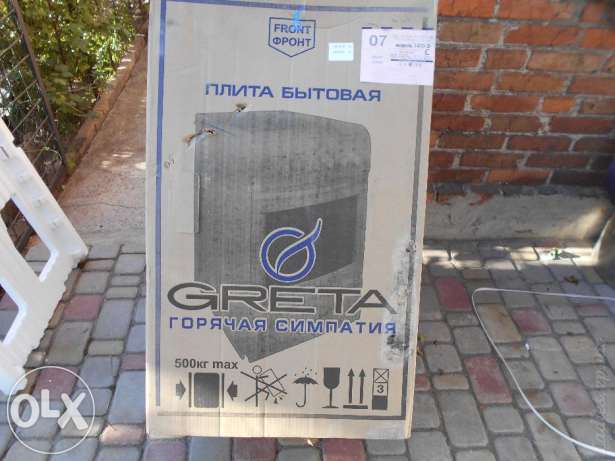 FRONT
ФРОНТ
07
ПЛИТА БЫТОВАЯ
GRETA
ГОРЯЧАЯ СИМПАТИЯ
500кг max
3
OLX